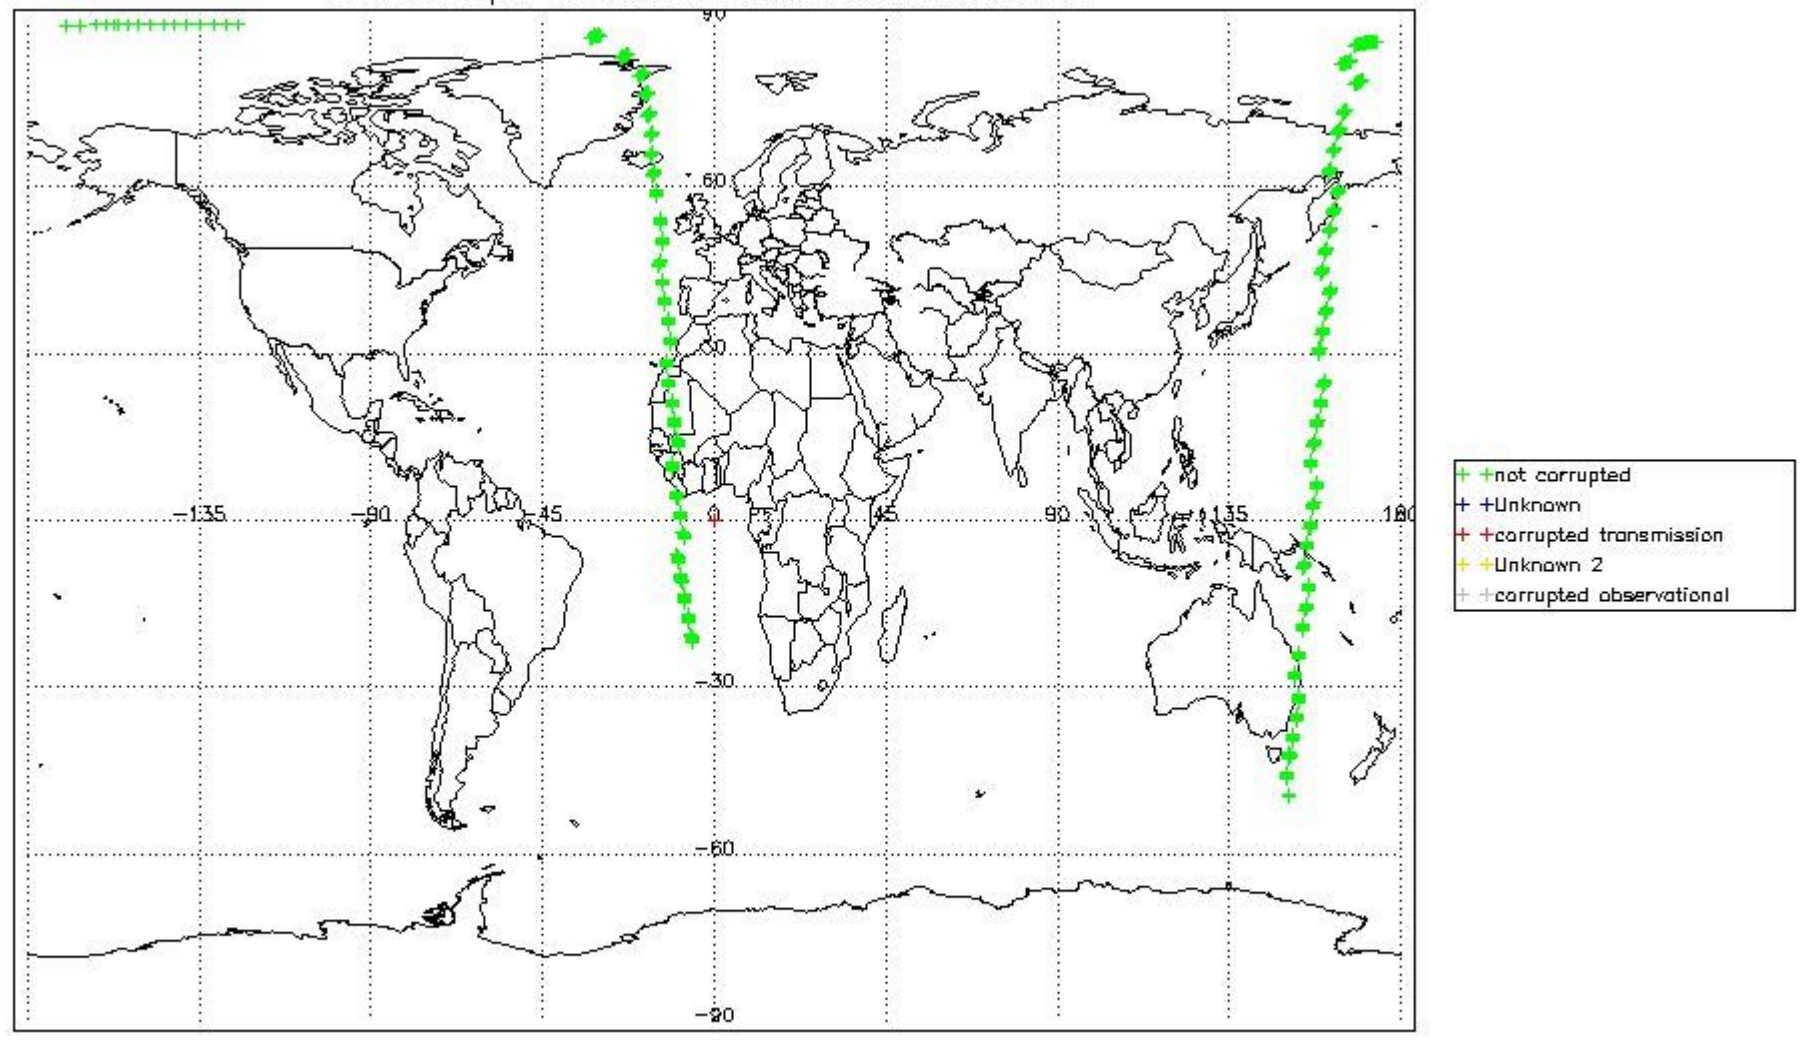 90
60
30
-135
-90
-45
0
45
90
135
180
-30
-60
-90
not corrupted
Unknown
corrupted transmission
Unknown 2
corrupted observational